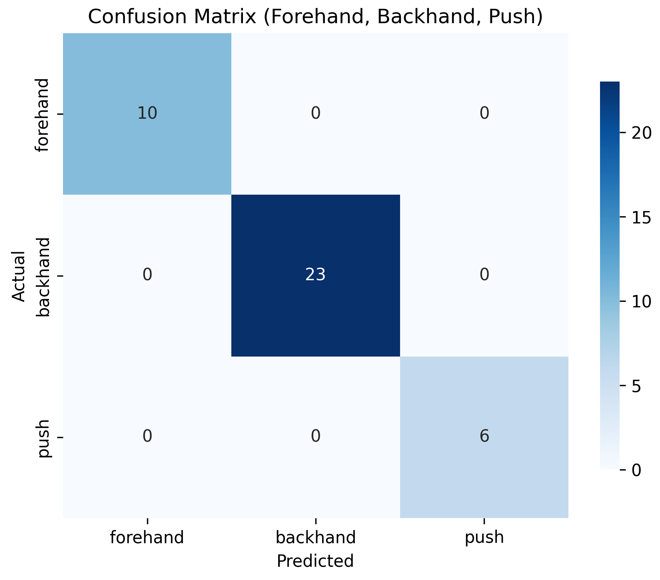 Confusion Matrix (Forehand, Backhand, Push)
forehand
10
0
0
20
15
Actual
backhand
0
23
0
10
5
push
0
0
6
0
forehand
backhand
push
Predicted